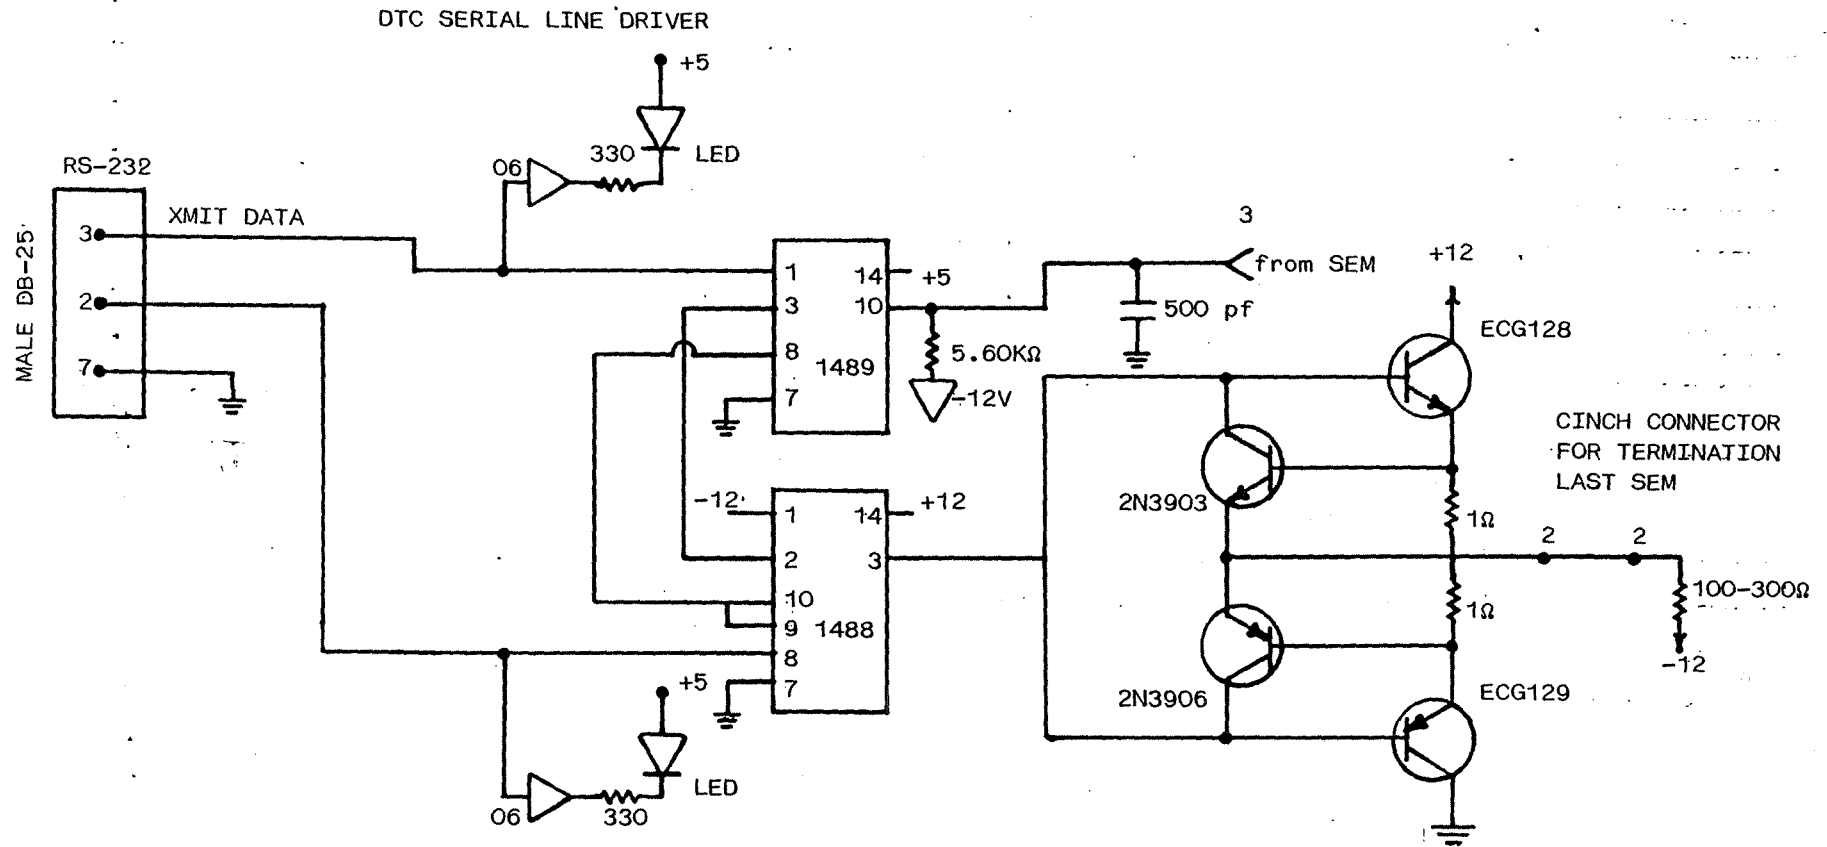 DTC SERIAL LINE DRIVER
+5
LED
330
06
RS-232
MALE DB-25
3
XMIT DATA
2
7
1
14
+5
3
10
8
1489
7
5.60KΩ
-12V
500 pf
3
from SEM
+12
ECG128
CINCH CONNECTOR
FOR TERMINATION
LAST SEM
2N3903
1Ω
2
2
100-300Ω
-12
1Ω
2N3906
ECG129
-12
1
14
+12
2
3
10
9
1488
8
7
+5
LED
06
330